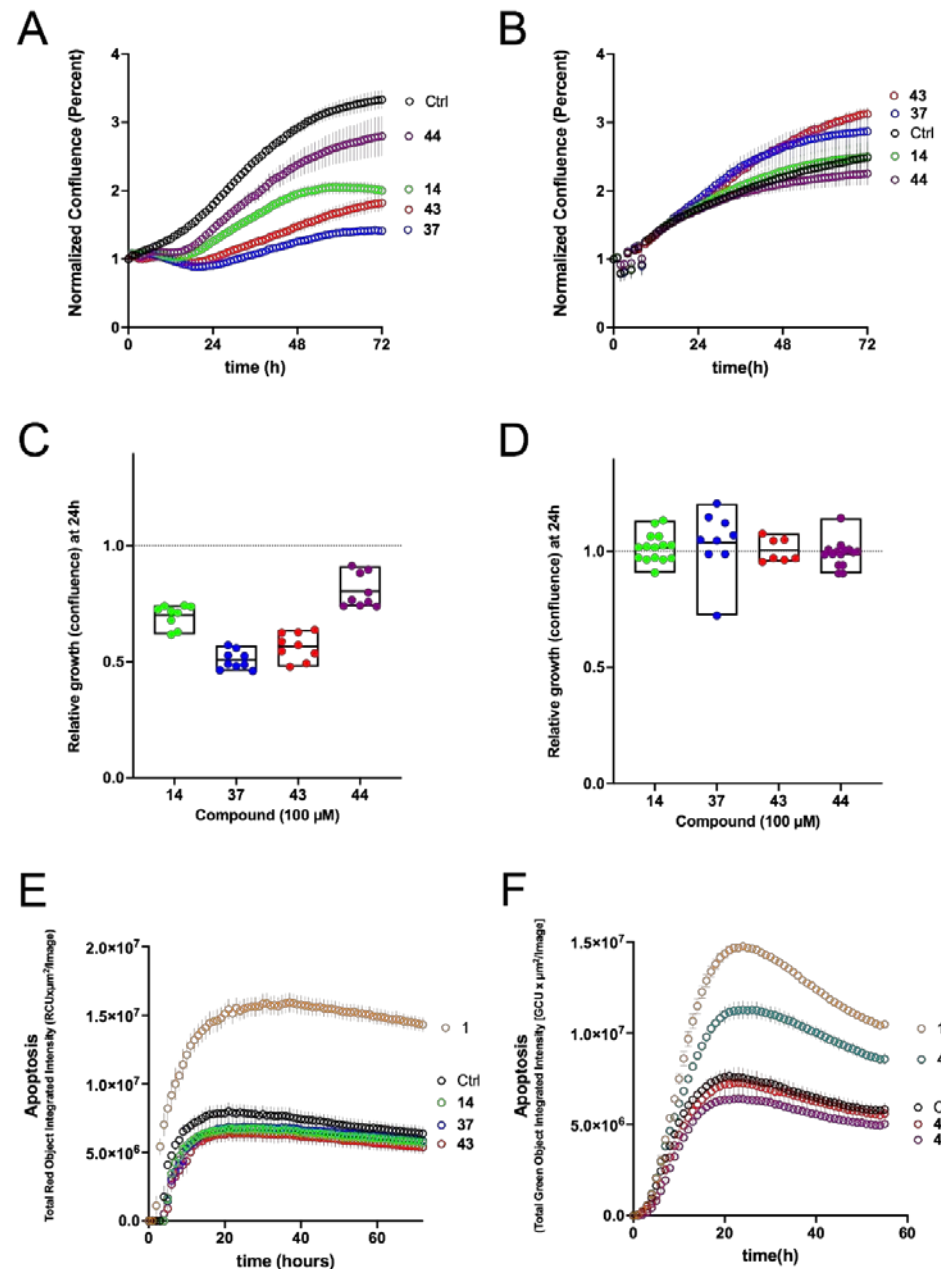 A
Normalized Confluence (Percent)
4
3
2
1
0
0
24
48
72
time (h)
Ctrl
44
14
43
37
B
Normalized Confluence (Percent)
4
3
2
1
0
0
24
48
72
time(h)
43
37
Ctrl
14
44
C
Relative growth (confluence) at 24h
1.0
0.5
0.0
14
37
43
44
Compound (100 µM)
D
Relative growth (confluence) at 24h
1.0
0.5
0.0
14
37
43
44
Compound (100 µM)
E
Apoptosis
Total Red Object Integrated Intensity (RCUxµm²/Image)
2.0×10⁷
1.5×10⁷
1.0×10⁷
5.0×10⁶
0.0
0
20
40
60
time (hours)
1
Ctrl
14
37
43
F
Apoptosis
(Total Green Object Integrated Intensity [GCU x µm²/Image]
1.5×10⁷
1.0×10⁷
5.0×10⁶
0.0
0
20
40
60
time(h)